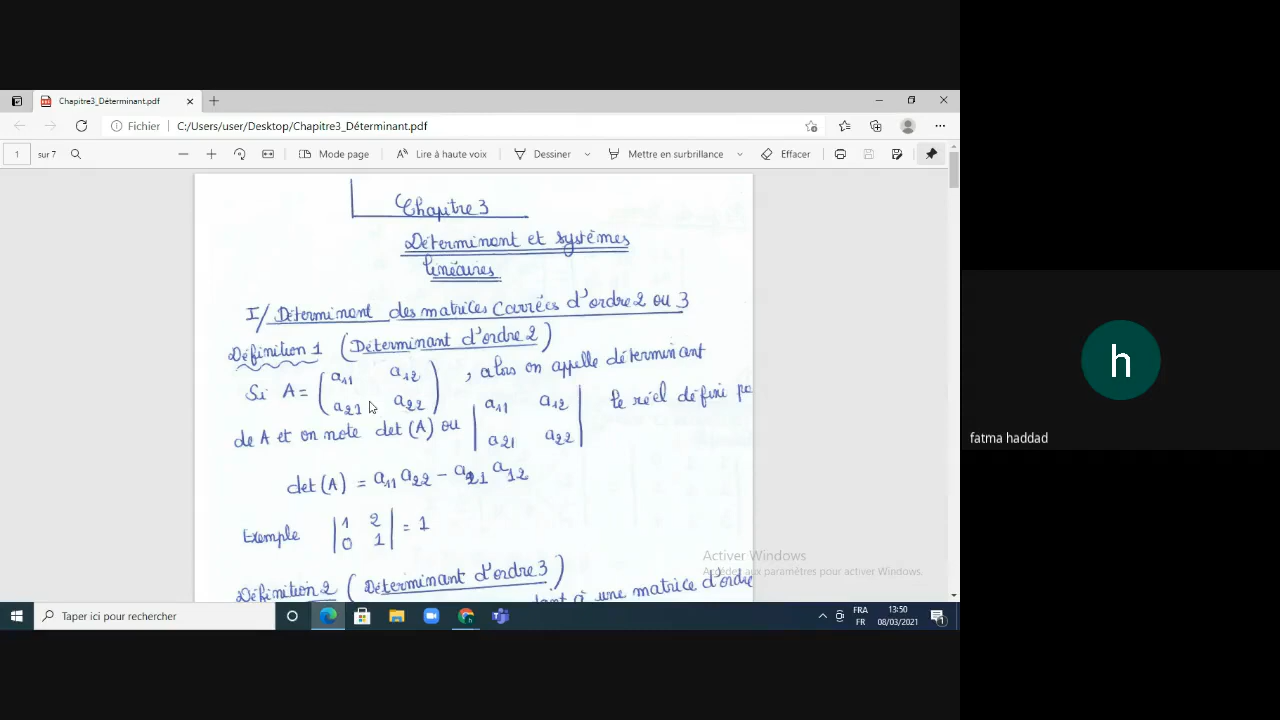 Chapitre3_Déterminant.pdf
Fichier C:/Users/user/Desktop/Chapitre3_Déterminant.pdf
1 sur 7 Mode page Lire à haute voix Dessiner Mettre en surbrillance Effacer
Chapitre 3
Déterminant et systèmes
linéaires
I/ Déterminant des matrices carrées d'ordre 2 ou 3
Définition 1 (Déterminant d'ordre 2)
Si A = ( a11 a12
a21 a22 ) , alors on appelle déterminant
de A et on note det(A) ou | a11 a12
a21 a22 | le réel défini pa
det(A) = a11 a22 - a21 a12
Exemple | 1 2
0 1 | = 1
Définition 2 (Déterminant d'ordre 3)
à une matrice d'ordre
Activer Windows
Accédez aux paramètres pour activer Windows.
h
fatma haddad
Taper ici pour rechercher
FRA
FR
13:50
08/03/2021
1